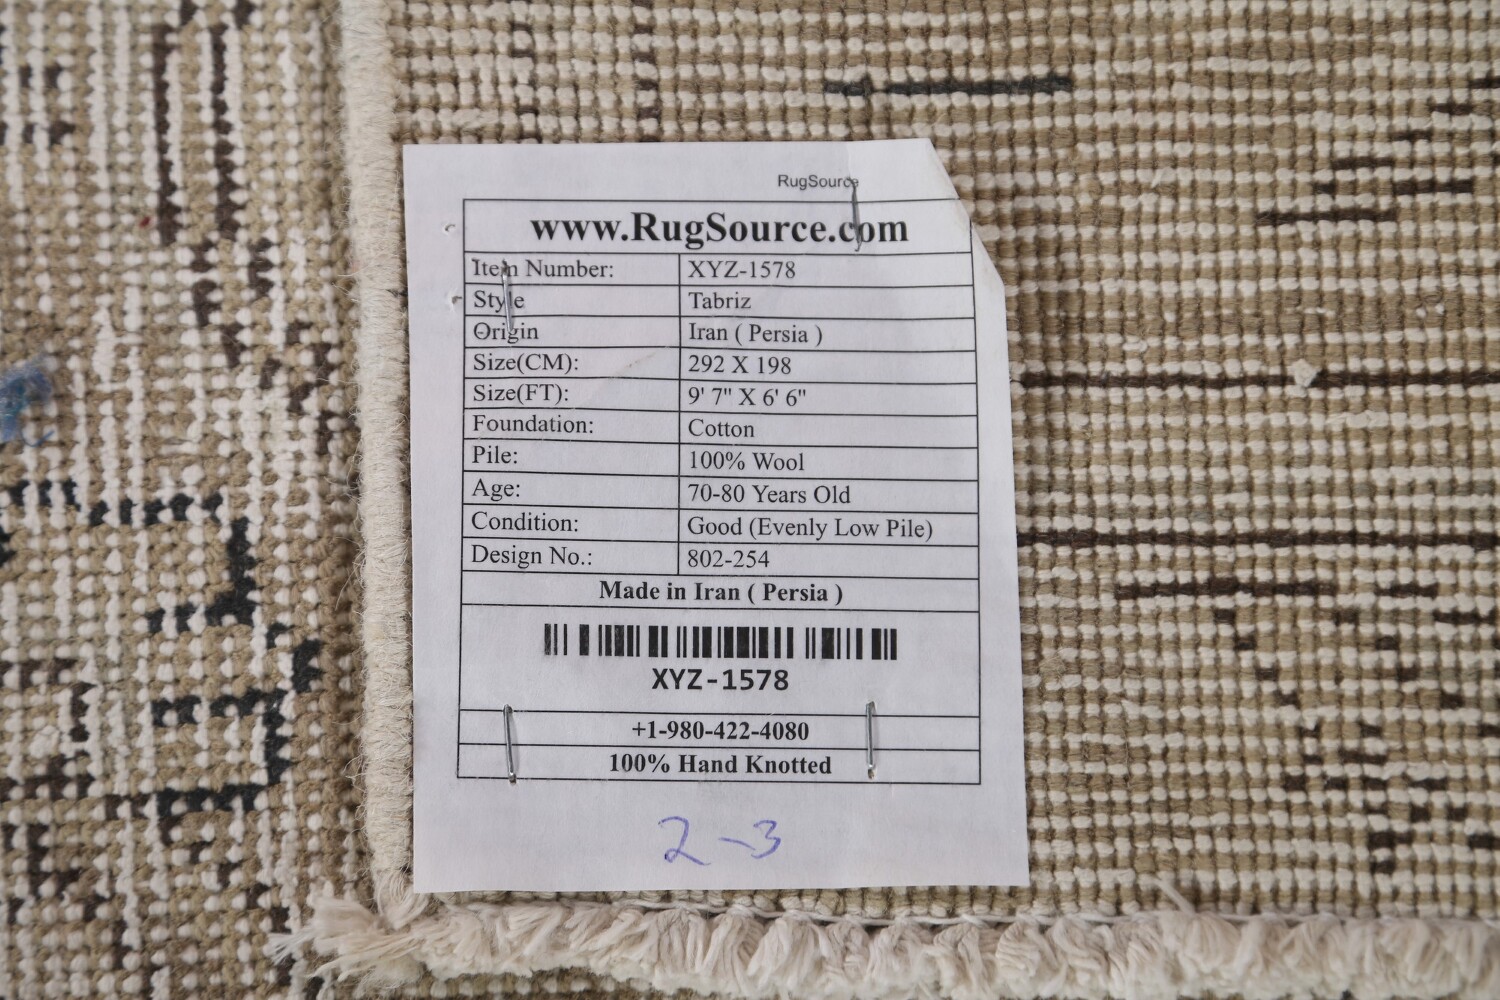 RugSource
www.RugSource.com
Item Number: XYZ-1578
Style Tabriz
Origin Iran ( Persia )
Size(CM): 292 X 198
Size(FT): 9' 7" X 6' 6"
Foundation: Cotton
Pile: 100% Wool
Age: 70-80 Years Old
Condition: Good (Evenly Low Pile)
Design No.: 802-254
Made in Iran ( Persia )
XYZ-1578
+1-980-422-4080
100% Hand Knotted
2-3